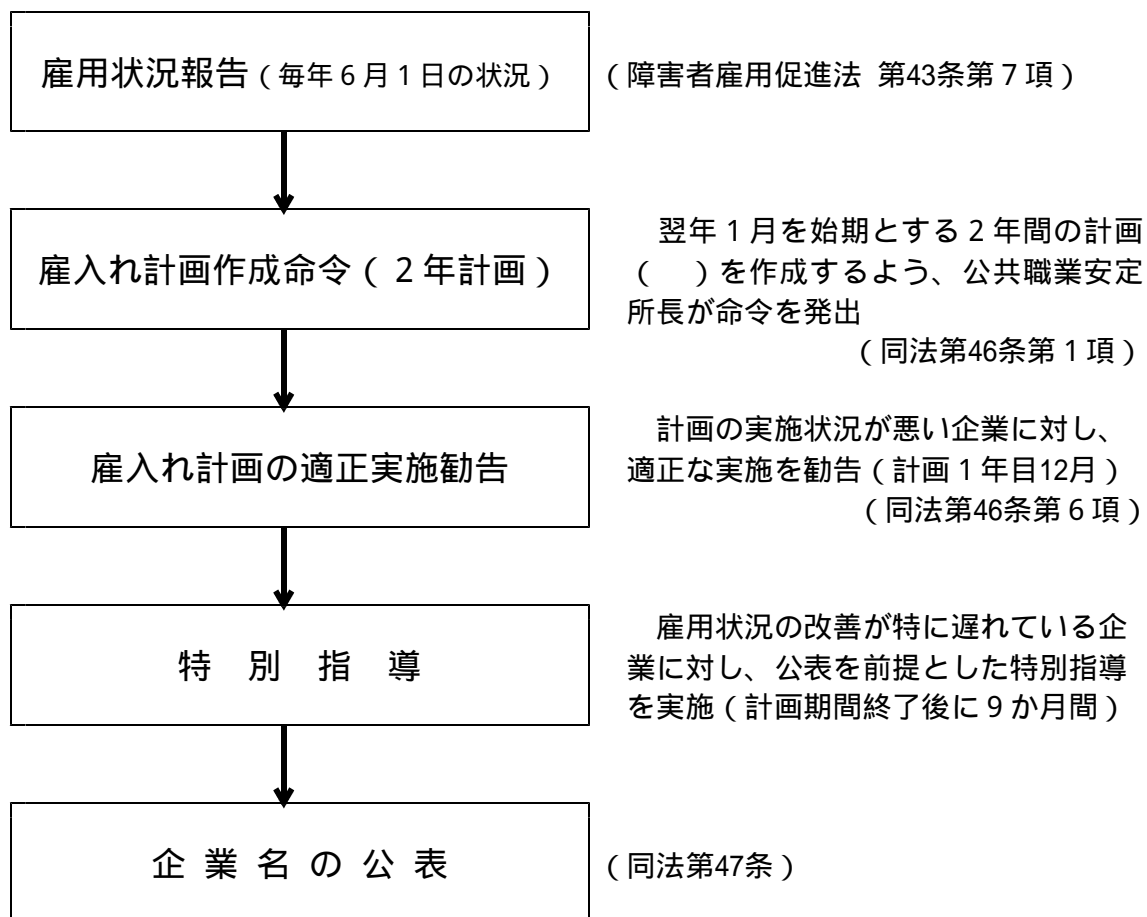 雇用状況報告(毎年6月1日の状況)
(障害者雇用促進法 第43条第7項)
雇入れ計画作成命令(2年計画)
翌年1月を始期とする2年間の計画
(　)を作成するよう、公共職業安定
所長が命令を発出
(同法第46条第1項)
雇入れ計画の適正実施勧告
計画の実施状況が悪い企業に対し、
適正な実施を勧告(計画1年目12月)
(同法第46条第6項)
特 別 指 導
雇用状況の改善が特に遅れている企
業に対し、公表を前提とした特別指導
を実施(計画期間終了後に9か月間)
企 業 名 の 公 表
(同法第47条)